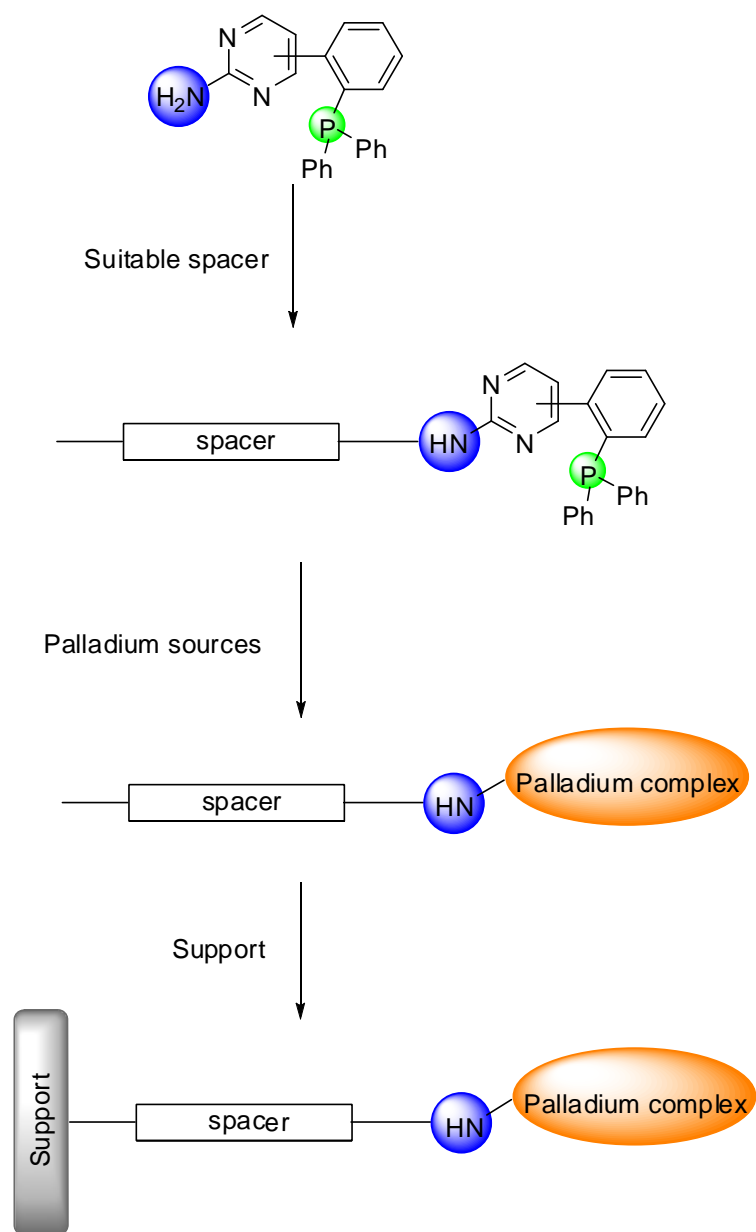 N
H₂N
N
P
Ph
Ph
Suitable spacer
spacer
HN
N
N
P
Ph
Ph
Palladium sources
spacer
HN
Palladium complex
Support
Support
spacer
HN
Palladium complex